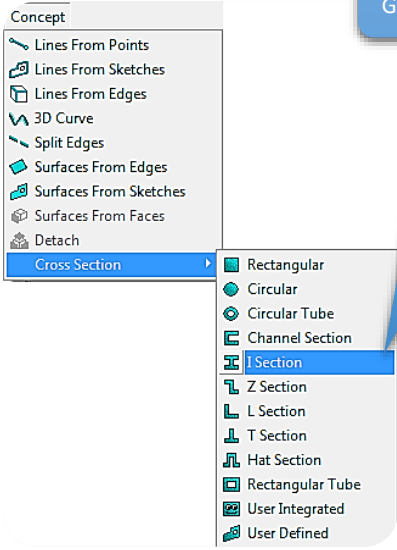 Concept
G
Lines From Points
Lines From Sketches
Lines From Edges
3D Curve
Split Edges
Surfaces From Edges
Surfaces From Sketches
Surfaces From Faces
Detach
Cross Section
Rectangular
Circular
Circular Tube
Channel Section
I Section
Z Section
L Section
T Section
Hat Section
Rectangular Tube
User Integrated
User Defined